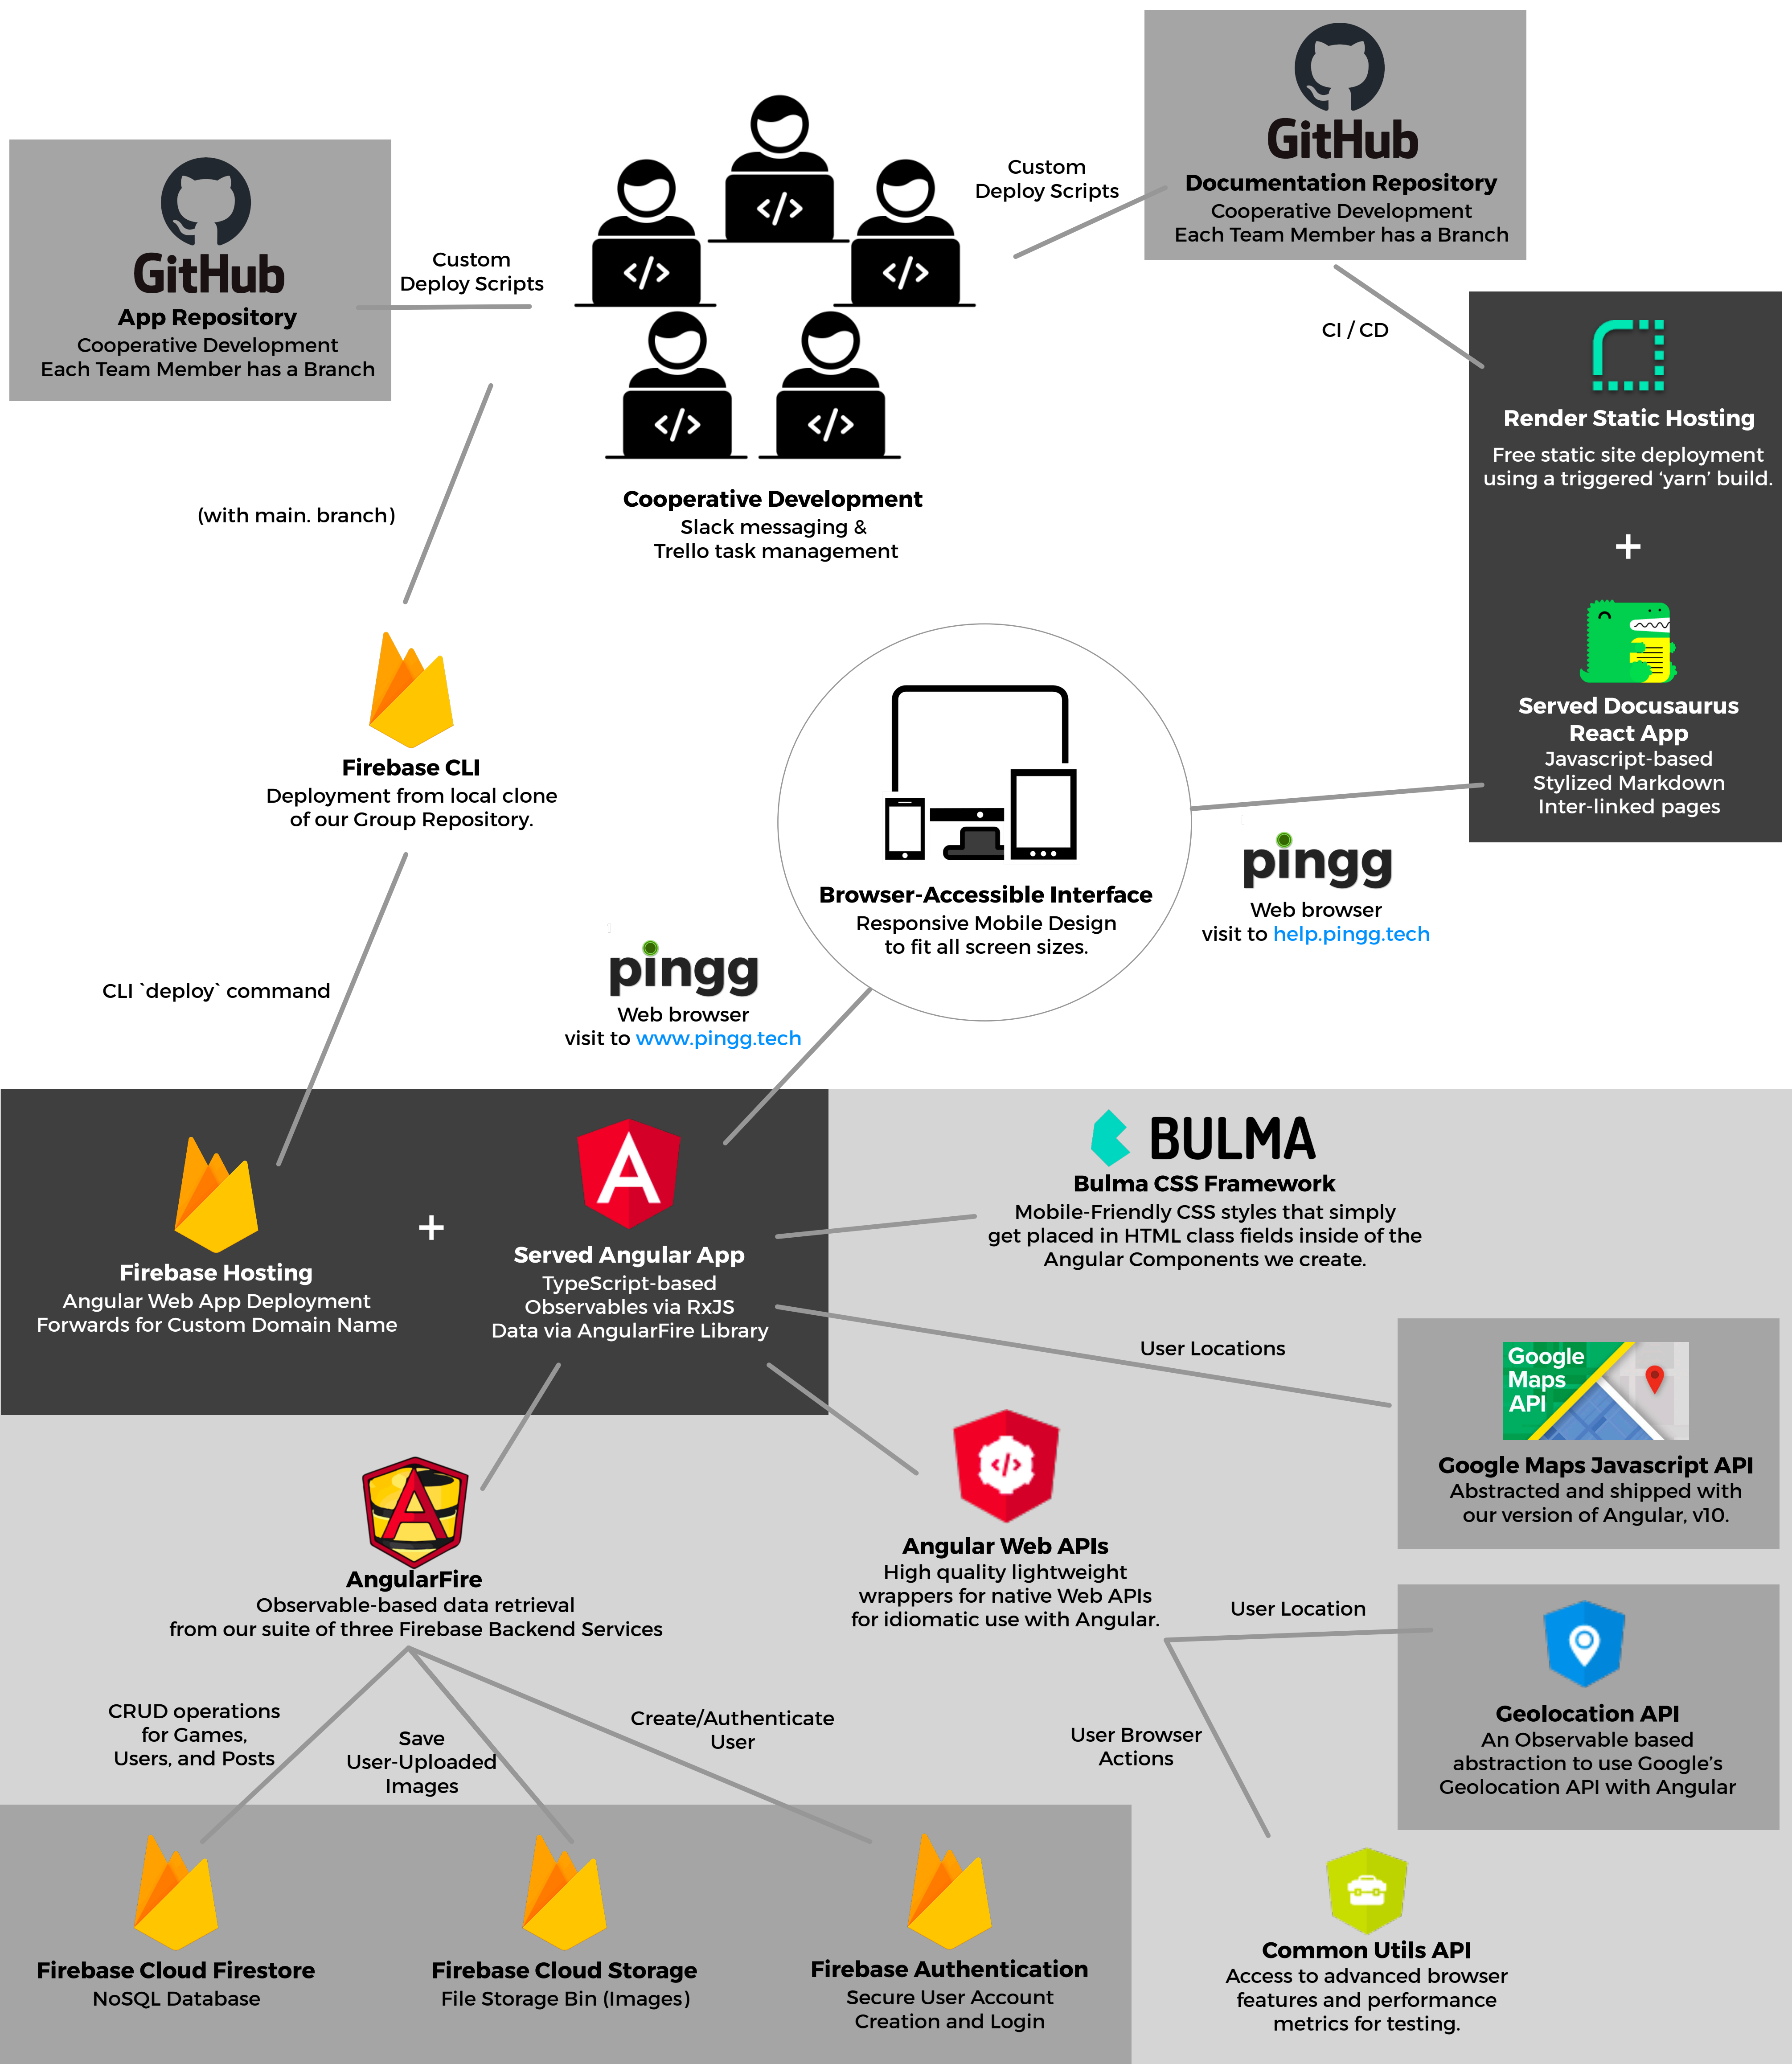 GitHub
Documentation Repository
Cooperative Development
Each Team Member has a Branch
GitHub
App Repository
Cooperative Development
Each Team Member has a Branch
Custom
Deploy Scripts
Custom
Deploy Scripts
</>
</>
</>
</>
</>
Cooperative Development
Slack messaging &
Trello task management
CI / CD
Render Static Hosting
Free static site deployment
using a triggered ‘yarn’ build.
+
Served Docusaurus
React App
Javascript-based
Stylized Markdown
Inter-linked pages
(with main. branch)
Firebase CLI
Deployment from local clone
of our Group Repository.
CLI `deploy` command
Browser-Accessible Interface
Responsive Mobile Design
to fit all screen sizes.
pingg
Web browser
visit to help.pingg.tech
pingg
Web browser
visit to www.pingg.tech
Firebase Hosting
Angular Web App Deployment
Forwards for Custom Domain Name
+
A
Served Angular App
TypeScript-based
Observables via RxJS
Data via AngularFire Library
BULMA
Bulma CSS Framework
Mobile-Friendly CSS styles that simply
get placed in HTML class fields inside of the
Angular Components we create.
User Locations
Google
Maps
API
Google Maps Javascript API
Abstracted and shipped with
our version of Angular, v10.
A
AngularFire
Observable-based data retrieval
from our suite of three Firebase Backend Services
</>
Angular Web APIs
High quality lightweight
wrappers for native Web APIs
for idiomatic use with Angular.
User Location
Geolocation API
An Observable based
abstraction to use Google’s
Geolocation API with Angular
User Browser
Actions
CRUD operations
for Games,
Users, and Posts
Save
User-Uploaded
Images
Create/Authenticate
User
Firebase Cloud Firestore
NoSQL Database
Firebase Cloud Storage
File Storage Bin (Images)
Firebase Authentication
Secure User Account
Creation and Login
Common Utils API
Access to advanced browser
features and performance
metrics for testing.